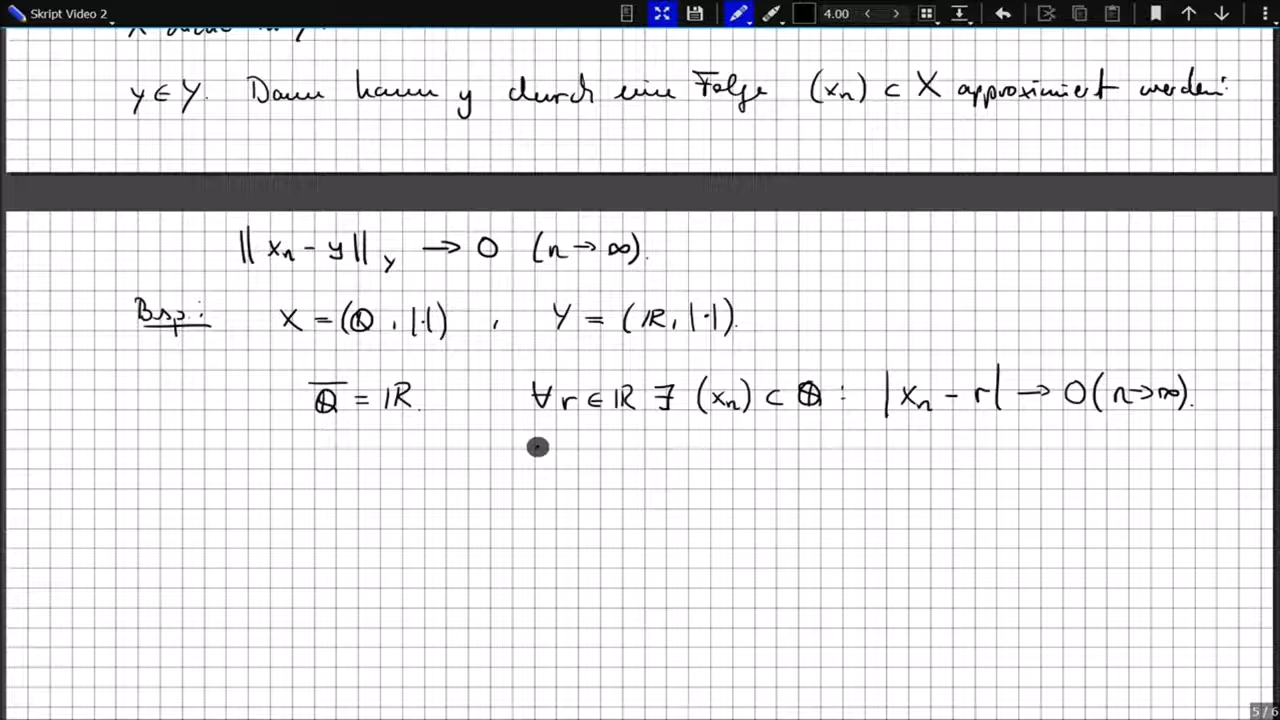 Skript Video 2
4.00
y ∈ Y. Dann kann y durch eine Folge (xₙ) ⊂ X approximiert werden:
‖xₙ - y‖_Y → 0 (n → ∞).
Bsp.: X = (ℚ, |·|), Y = (ℝ, |·|).
ℚ̅ = ℝ. ∀ r ∈ ℝ ∃ (xₙ) ⊂ ℚ : |xₙ - r| → 0 (n → ∞).
5 / 6